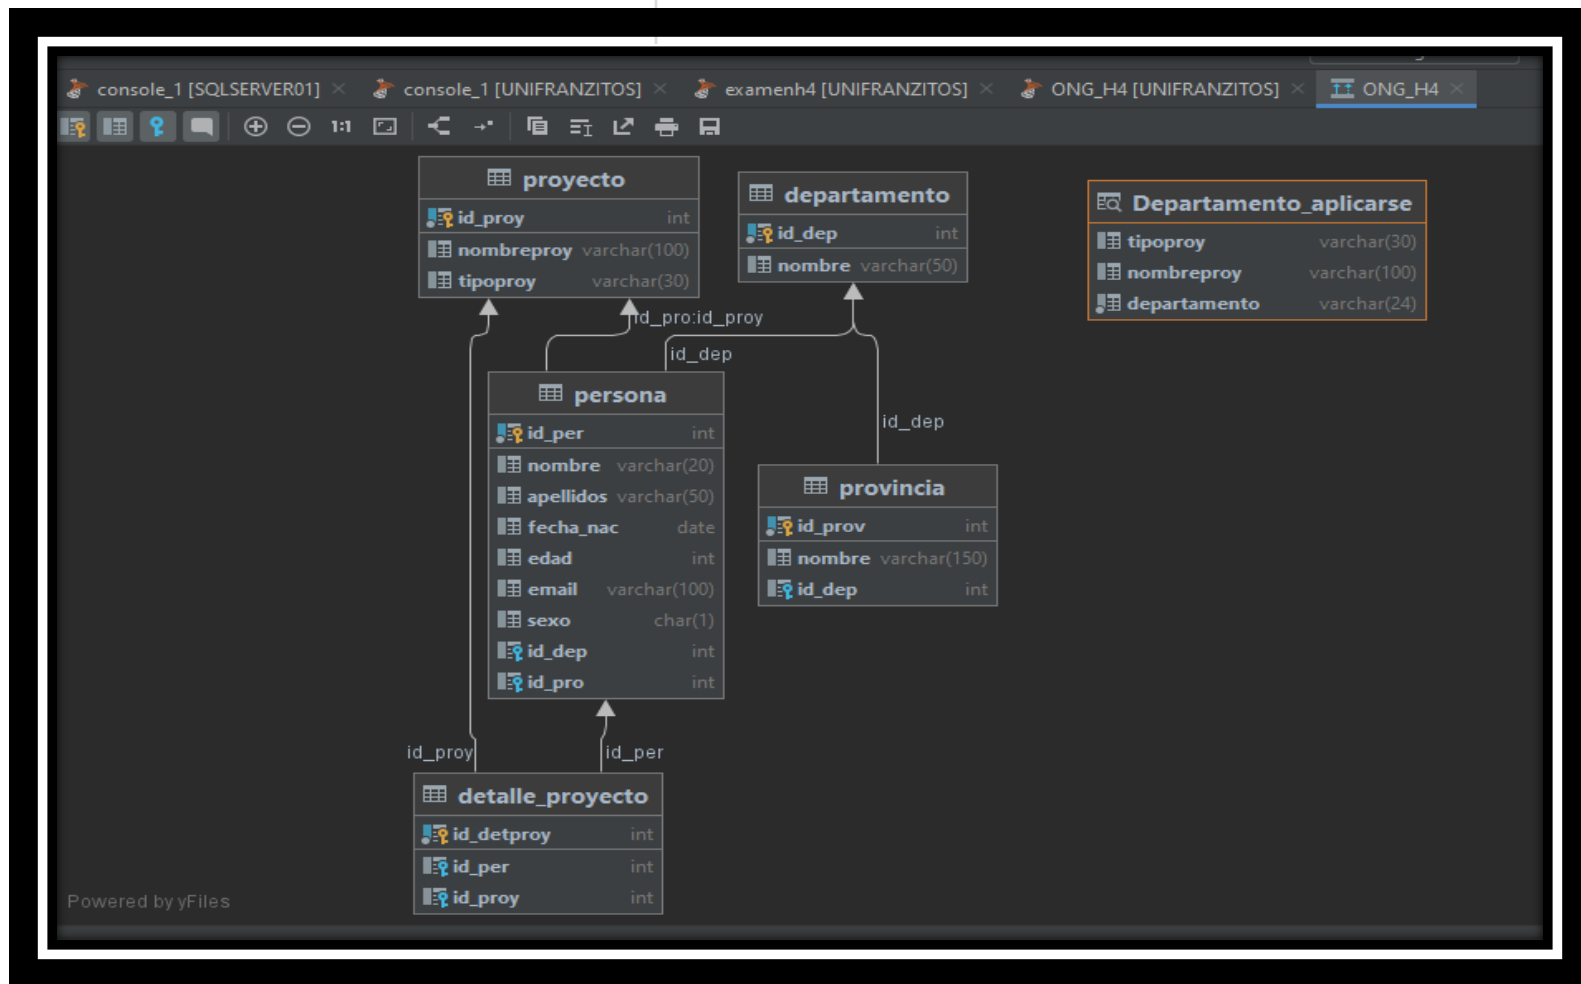 console_1 [SQLSERVER01]
console_1 [UNIFRANZITOS]
examenh4 [UNIFRANZITOS]
ONG_H4 [UNIFRANZITOS]
ONG_H4
1:1
proyecto
id_proy int
nombreproy varchar(100)
tipoproy varchar(30)
departamento
id_dep int
nombre varchar(50)
Departamento_aplicarse
tipoproy varchar(30)
nombreproy varchar(100)
departamento varchar(24)
id_pro:id_proy
id_dep
id_dep
persona
id_per int
nombre varchar(20)
apellidos varchar(50)
fecha_nac date
edad int
email varchar(100)
sexo char(1)
id_dep int
id_pro int
provincia
id_prov int
nombre varchar(150)
id_dep int
id_proy
id_per
detalle_proyecto
id_detproy int
id_per int
id_proy int
Powered by yFiles